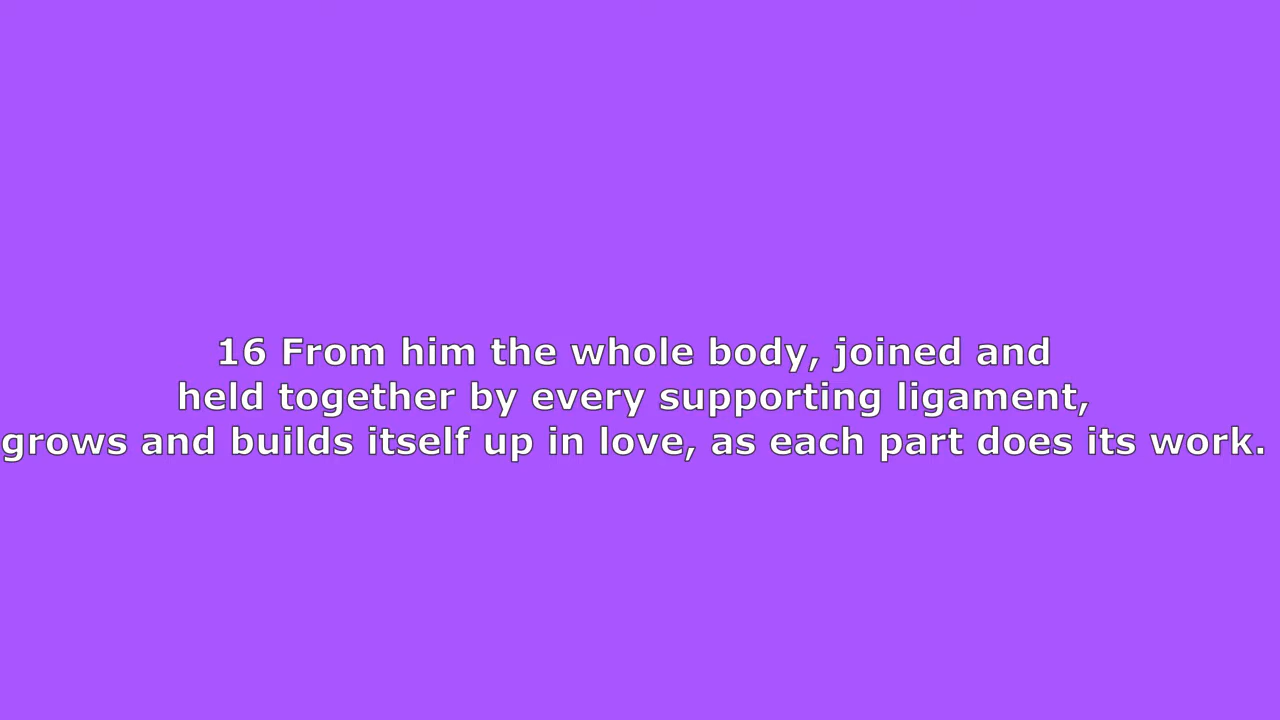 16 From him the whole body, joined and
held together by every supporting ligament,
grows and builds itself up in love, as each part does its work.